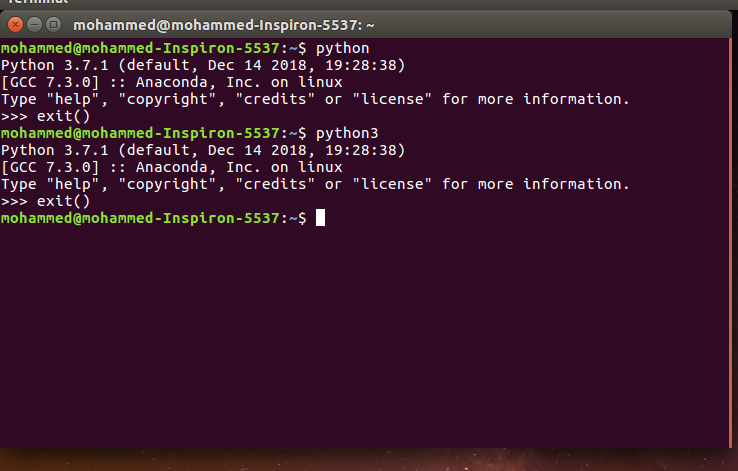 Terminal
mohammed@mohammed-Inspiron-5537: ~
mohammed@mohammed-Inspiron-5537:~$ python
Python 3.7.1 (default, Dec 14 2018, 19:28:38)
[GCC 7.3.0] :: Anaconda, Inc. on linux
Type "help", "copyright", "credits" or "license" for more information.
>>> exit()
mohammed@mohammed-Inspiron-5537:~$ python3
Python 3.7.1 (default, Dec 14 2018, 19:28:38)
[GCC 7.3.0] :: Anaconda, Inc. on linux
Type "help", "copyright", "credits" or "license" for more information.
>>> exit()
mohammed@mohammed-Inspiron-5537:~$